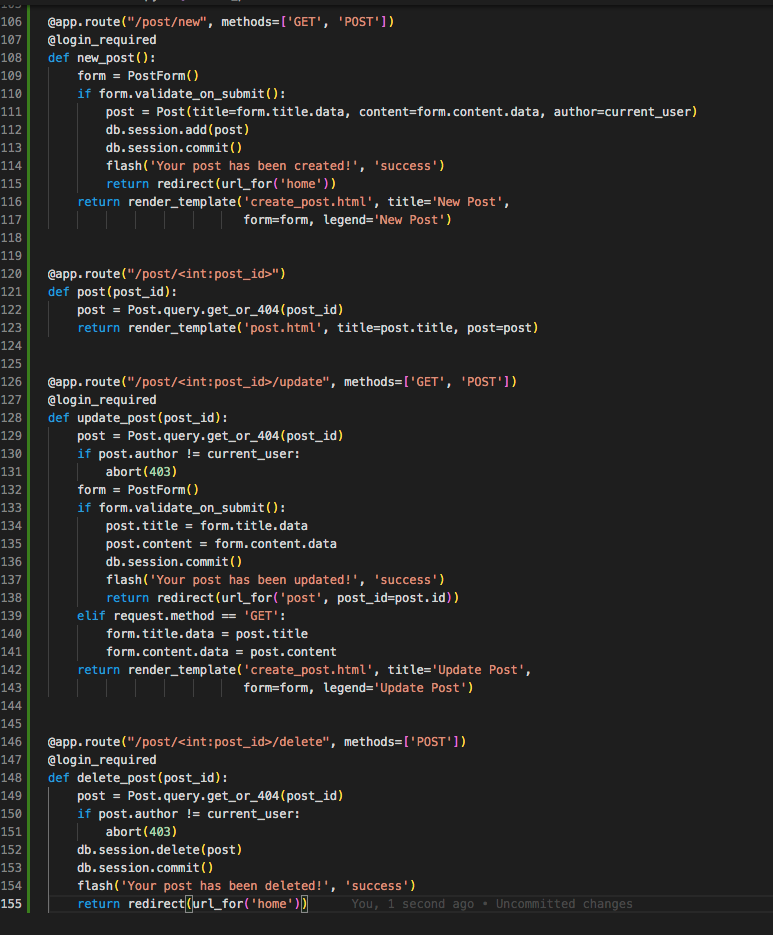 106 @app.route("/post/new", methods=['GET', 'POST'])
107 @login_required
108 def new_post():
109     form = PostForm()
110     if form.validate_on_submit():
111         post = Post(title=form.title.data, content=form.content.data, author=current_user)
112         db.session.add(post)
113         db.session.commit()
114         flash('Your post has been created!', 'success')
115         return redirect(url_for('home'))
116     return render_template('create_post.html', title='New Post',
117                            form=form, legend='New Post')
118
119
120 @app.route("/post/<int:post_id>")
121 def post(post_id):
122     post = Post.query.get_or_404(post_id)
123     return render_template('post.html', title=post.title, post=post)
124
125
126 @app.route("/post/<int:post_id>/update", methods=['GET', 'POST'])
127 @login_required
128 def update_post(post_id):
129     post = Post.query.get_or_404(post_id)
130     if post.author != current_user:
131         abort(403)
132     form = PostForm()
133     if form.validate_on_submit():
134         post.title = form.title.data
135         post.content = form.content.data
136         db.session.commit()
137         flash('Your post has been updated!', 'success')
138         return redirect(url_for('post', post_id=post.id))
139     elif request.method == 'GET':
140         form.title.data = post.title
141         form.content.data = post.content
142     return render_template('create_post.html', title='Update Post',
143                            form=form, legend='Update Post')
144
145
146 @app.route("/post/<int:post_id>/delete", methods=['POST'])
147 @login_required
148 def delete_post(post_id):
149     post = Post.query.get_or_404(post_id)
150     if post.author != current_user:
151         abort(403)
152     db.session.delete(post)
153     db.session.commit()
154     flash('Your post has been deleted!', 'success')
155     return redirect(url_for('home'))     You, 1 second ago • Uncommitted changes